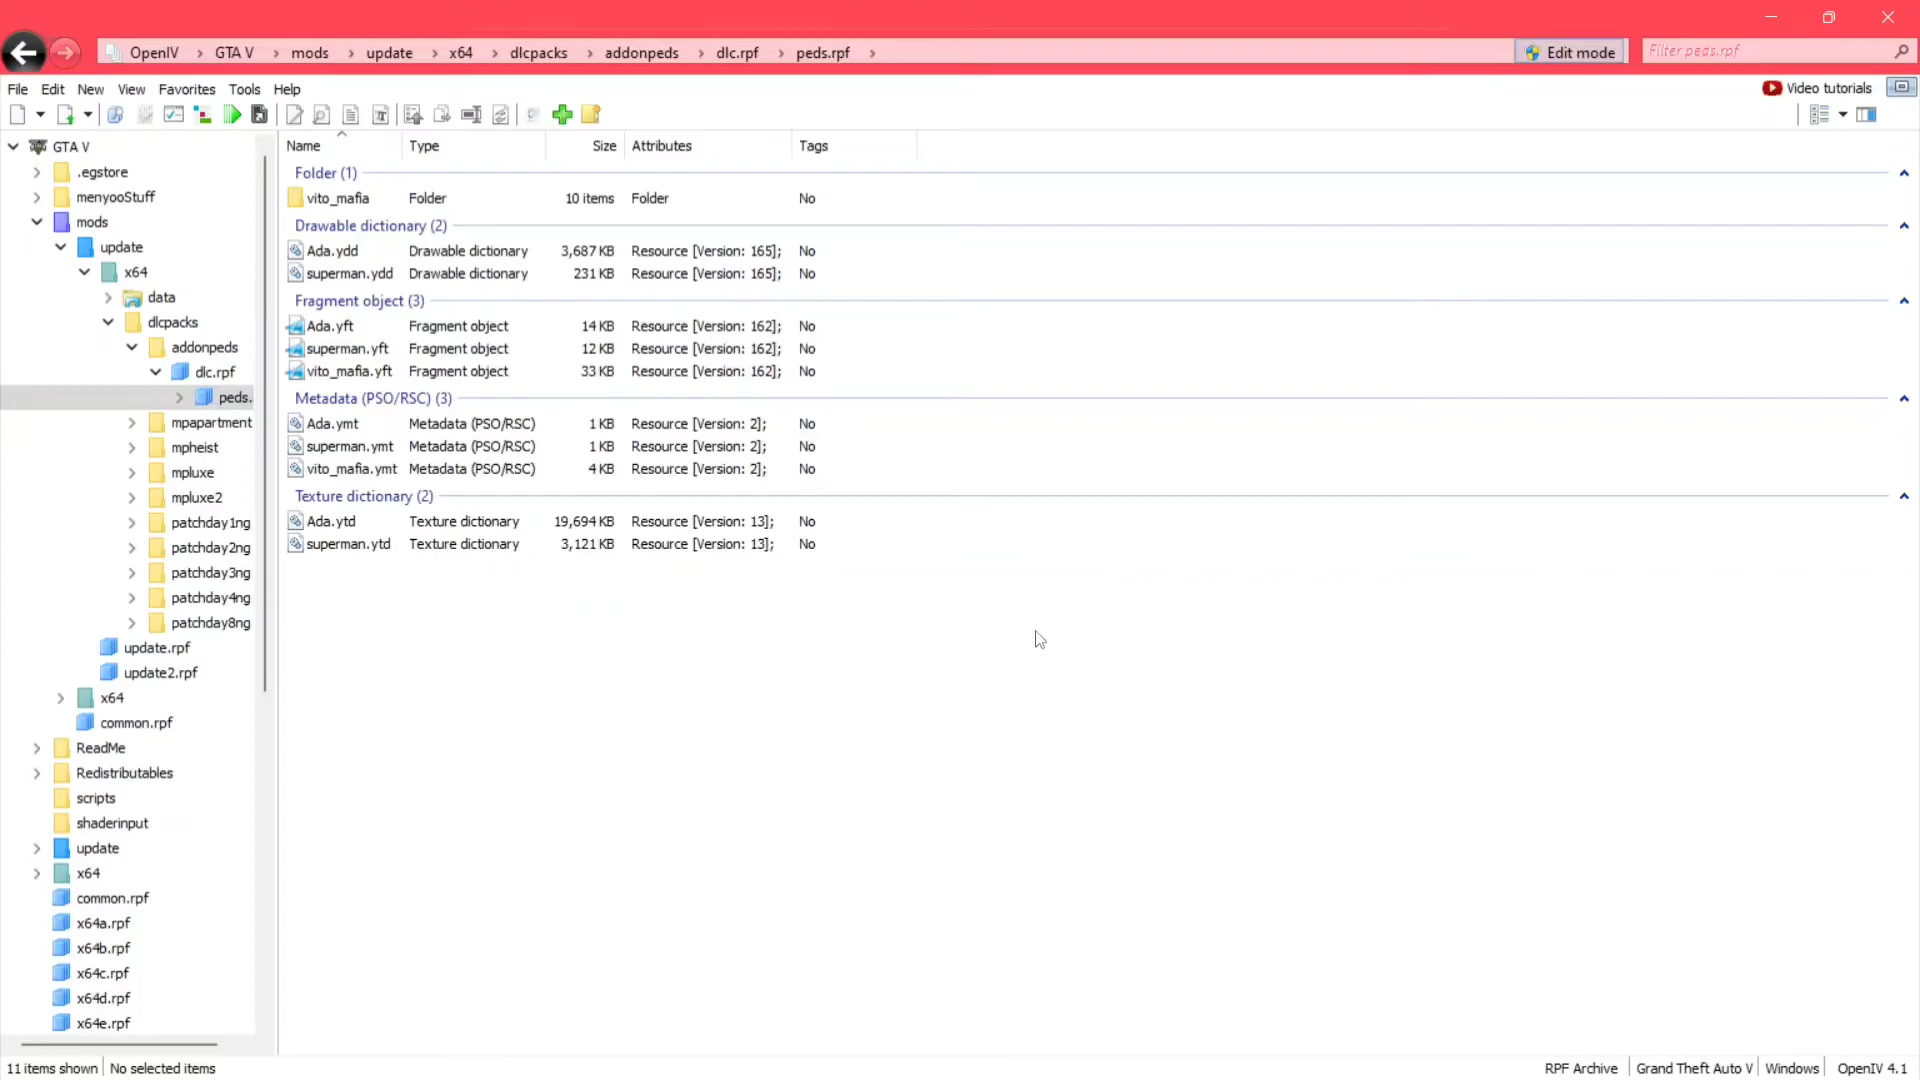 OpenIV > GTA V > mods > update > x64 > dlcpacks > addonpeds > dlc.rpf > peds.rpf >
Edit mode
Filter peds.rpf
File Edit New View Favorites Tools Help
Video tutorials
GTA V
.egstore
menyooStuff
mods
update
x64
data
dlcpacks
addonpeds
dlc.rpf
peds.
mpapartment
mpheist
mpluxe
mpluxe2
patchday1ng
patchday2ng
patchday3ng
patchday4ng
patchday8ng
update.rpf
update2.rpf
x64
common.rpf
ReadMe
Redistributables
scripts
shaderinput
update
x64
common.rpf
x64a.rpf
x64b.rpf
x64c.rpf
x64d.rpf
x64e.rpf
Name Type Size Attributes Tags
Folder (1)
vito_mafia Folder 10 items Folder No
Drawable dictionary (2)
Ada.ydd Drawable dictionary 3,687 KB Resource [Version: 165]; No
superman.ydd Drawable dictionary 231 KB Resource [Version: 165]; No
Fragment object (3)
Ada.yft Fragment object 14 KB Resource [Version: 162]; No
superman.yft Fragment object 12 KB Resource [Version: 162]; No
vito_mafia.yft Fragment object 33 KB Resource [Version: 162]; No
Metadata (PSO/RSC) (3)
Ada.ymt Metadata (PSO/RSC) 1 KB Resource [Version: 2]; No
superman.ymt Metadata (PSO/RSC) 1 KB Resource [Version: 2]; No
vito_mafia.ymt Metadata (PSO/RSC) 4 KB Resource [Version: 2]; No
Texture dictionary (2)
Ada.ytd Texture dictionary 19,694 KB Resource [Version: 13]; No
superman.ytd Texture dictionary 3,121 KB Resource [Version: 13]; No
11 items shown No selected items RPF Archive Grand Theft Auto V Windows OpenIV 4.1